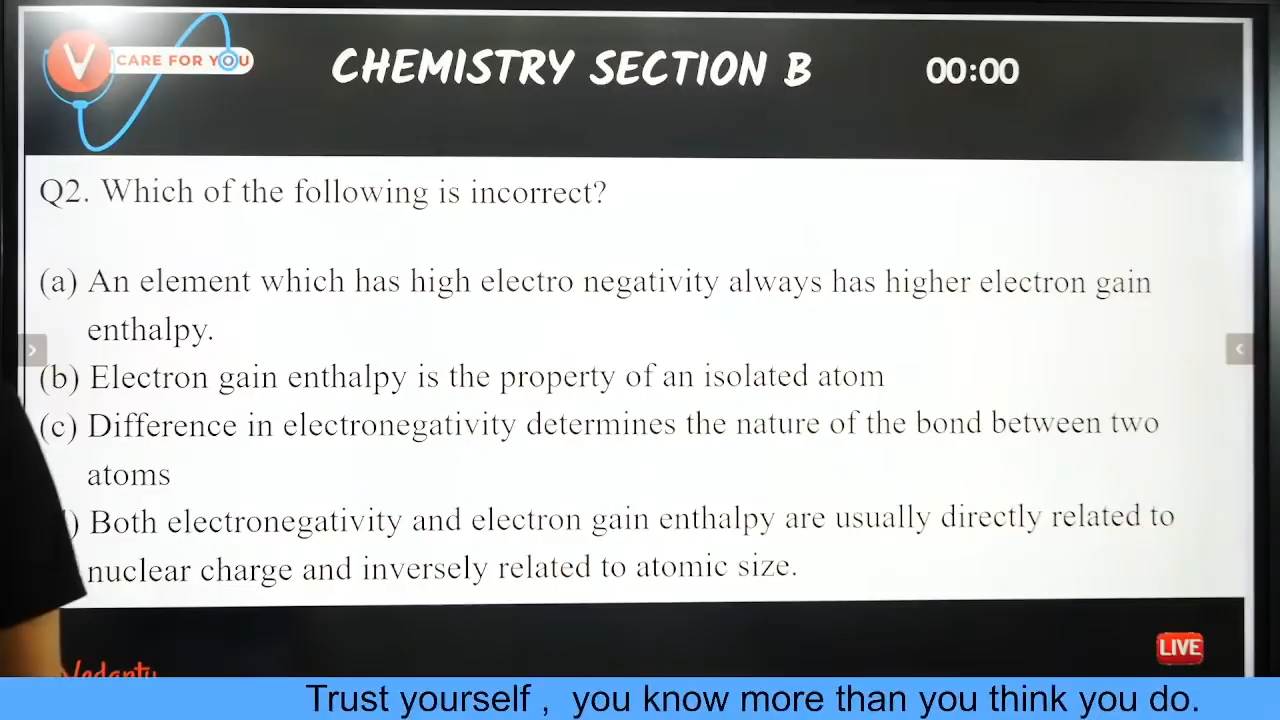 V
CARE FOR YOU
CHEMISTRY SECTION B
00:00
Q2. Which of the following is incorrect?
(a) An element which has high electro negativity always has higher electron gain
enthalpy.
(b) Electron gain enthalpy is the property of an isolated atom
(c) Difference in electronegativity determines the nature of the bond between two
atoms
) Both electronegativity and electron gain enthalpy are usually directly related to
nuclear charge and inversely related to atomic size.
LIVE
Trust yourself , you know more than you think you do.